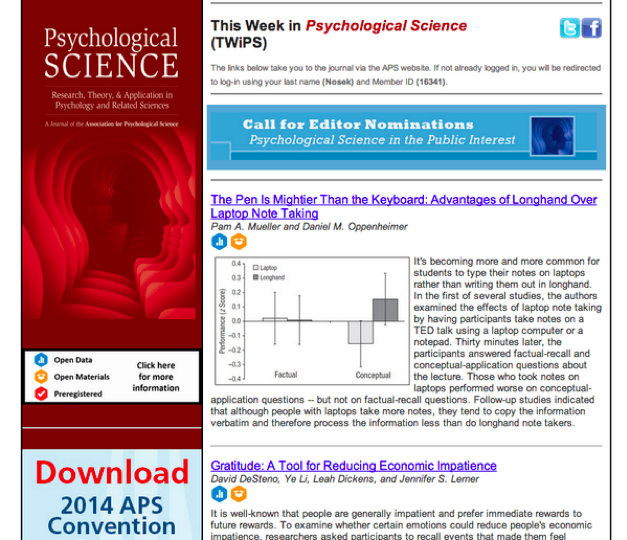 Psychological
SCIENCE
Research, Theory, & Application in
Psychology and Related Sciences
A Journal of the Association for Psychological Science
Open Data
Open Materials
Preregistered
Click here
for more
information
Download
2014 APS
Convention
This Week in Psychological Science
(TWiPS)
The links below take you to the journal via the APS website. If not already logged in, you will be redirected
to log-in using your last name (Nosek) and Member ID (16341).
Call for Editor Nominations
Psychological Science in the Public Interest
The Pen Is Mightier Than the Keyboard: Advantages of Longhand Over
Laptop Note Taking
Pam A. Mueller and Daniel M. Oppenheimer
0.4
0.3
0.2
0.1
0.0
−0.1
−0.2
−0.3
−0.4
Performance (z Score)
Laptop
Longhand
Factual
Conceptual
It's becoming more and more common for
students to type their notes on laptops
rather than writing them out in longhand.
In the first of several studies, the authors
examined the effects of laptop note taking
by having participants take notes on a
TED talk using a laptop computer or a
notepad. Thirty minutes later, the
participants answered factual-recall and
conceptual-application questions about
the lecture. Those who took notes on
laptops performed worse on conceptual-
application questions -- but not on factual-recall questions. Follow-up studies indicated
that although people with laptops take more notes, they tend to copy the information
verbatim and therefore process the information less than do longhand note takers.
Gratitude: A Tool for Reducing Economic Impatience
David DeSteno, Ye Li, Leah Dickens, and Jennifer S. Lerner
It is well-known that people are generally impatient and prefer immediate rewards to
future rewards. To examine whether certain emotions could reduce people's economic
impatience, researchers asked participants to recall events that made them feel